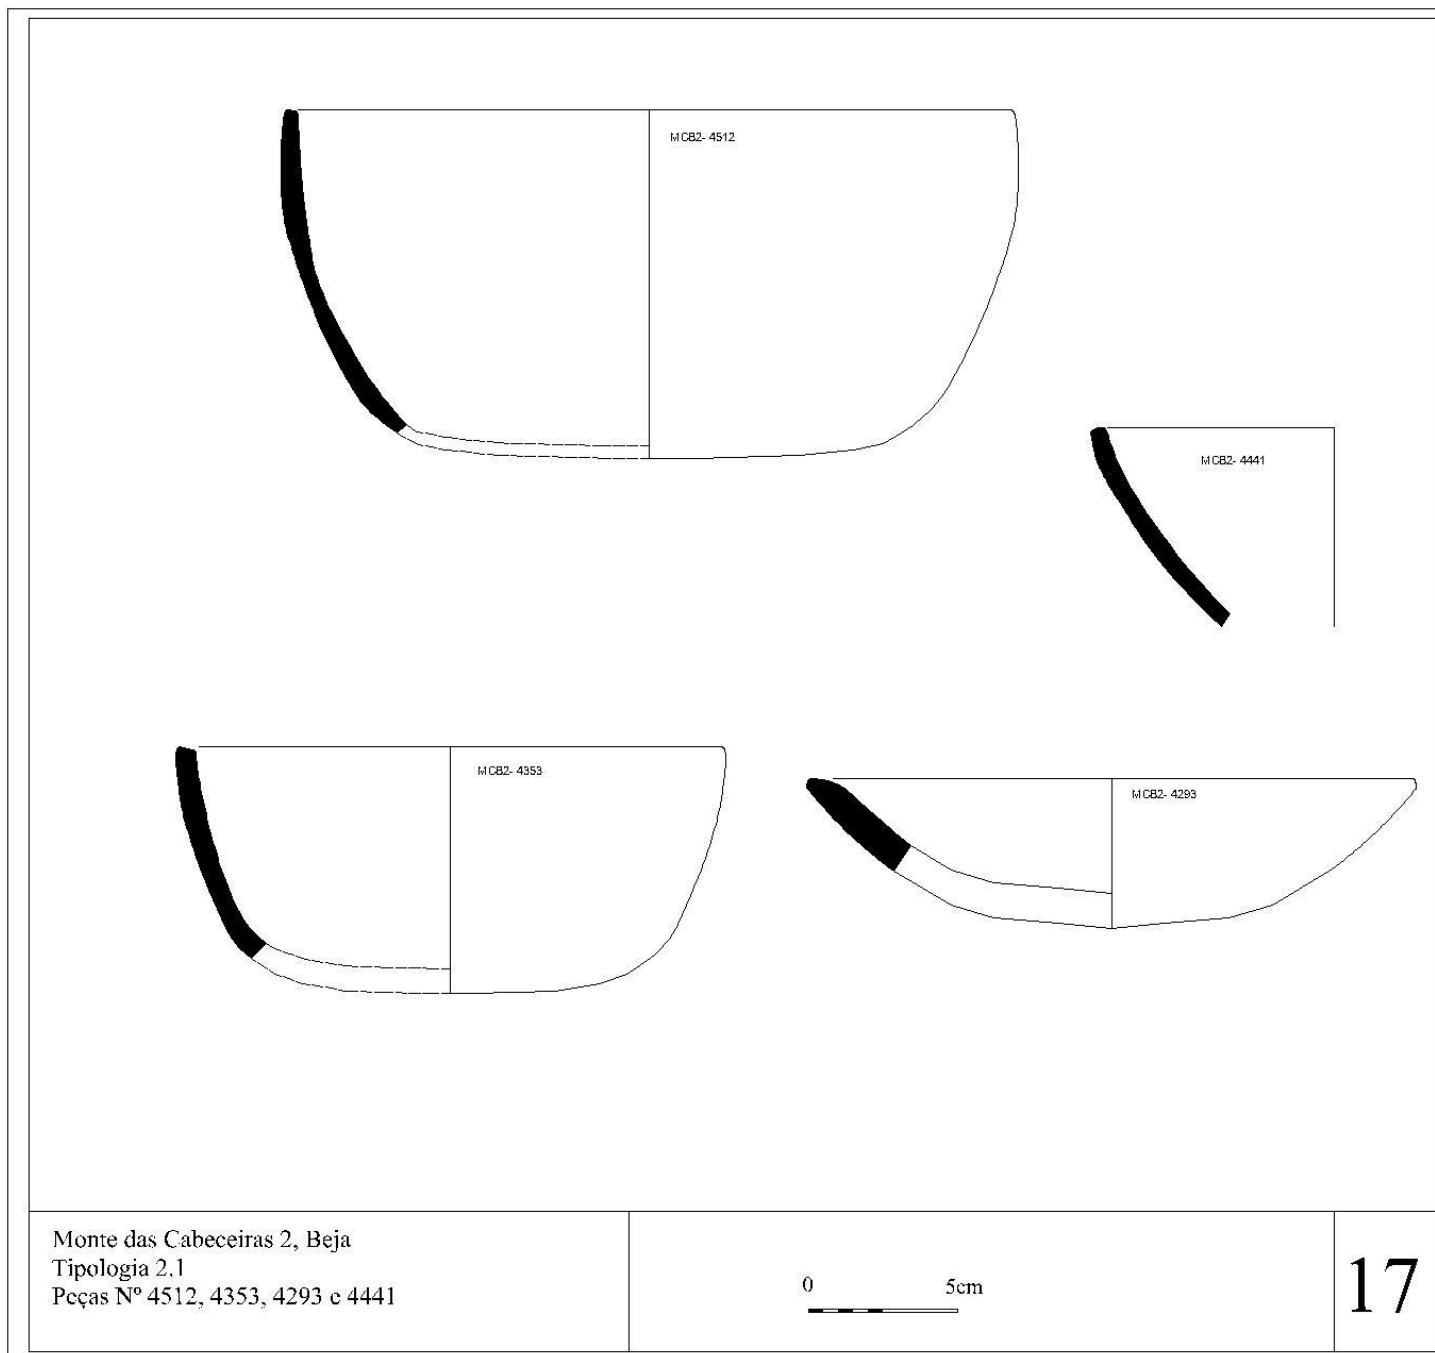 MCB2- 4512
MCB2- 4441
MCB2- 4353
MCB2- 4293
Monte das Cabeceiras 2, Beja
Tipologia 2.1
Peças Nº 4512, 4353, 4293 e 4441
0 5cm
17